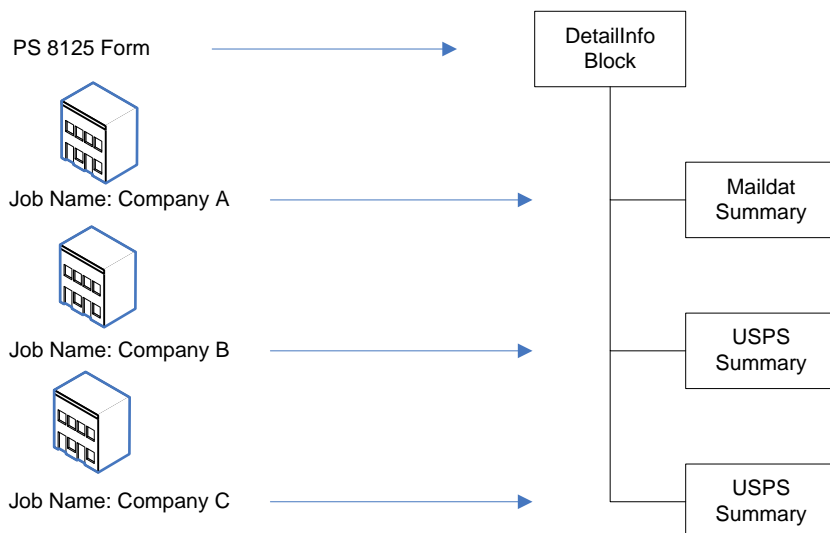 PS 8125 Form
DetailInfo
Block
Job Name: Company A
Maildat
Summary
Job Name: Company B
USPS
Summary
Job Name: Company C
USPS
Summary